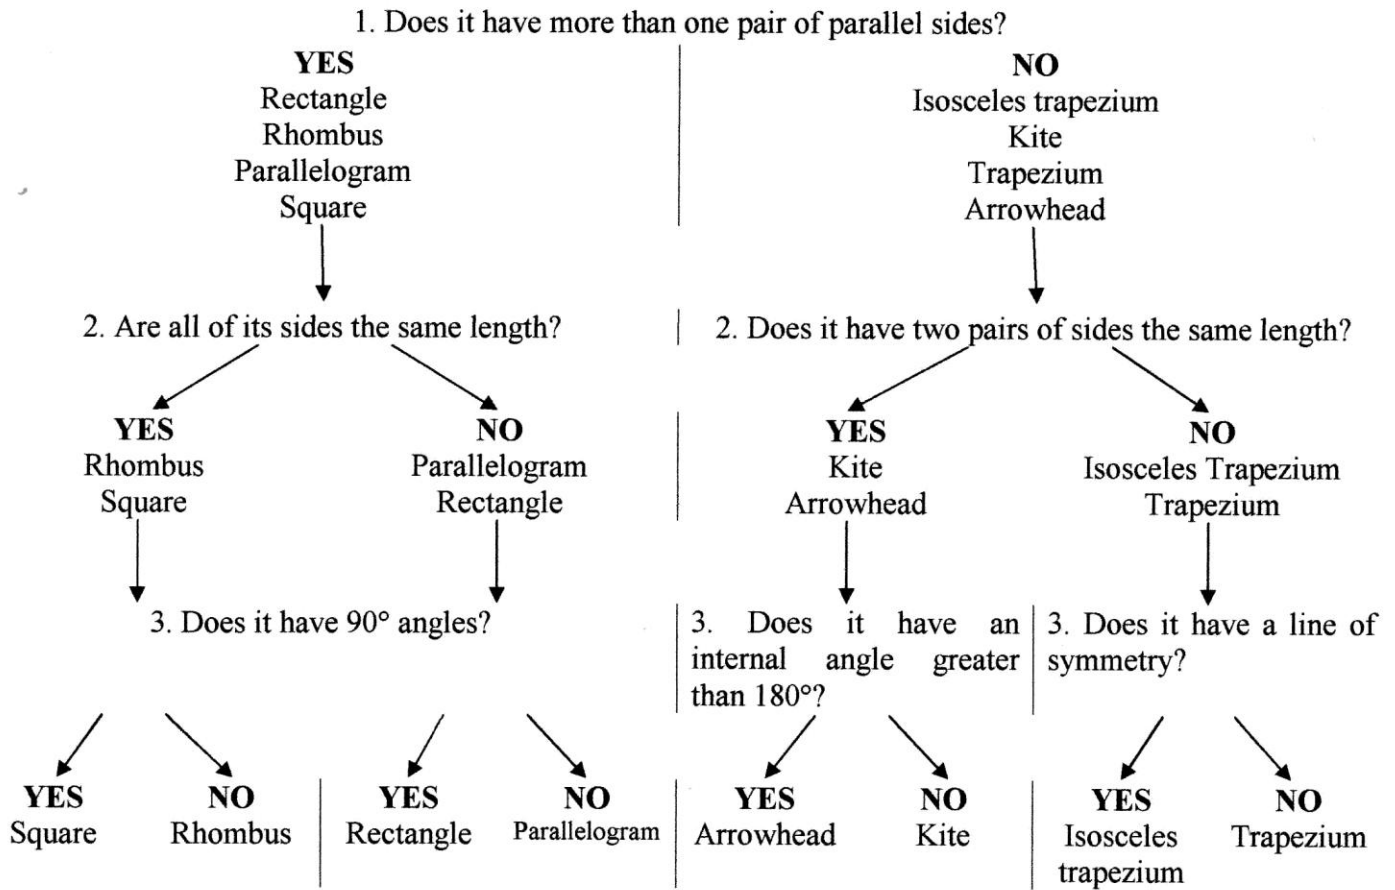 1. Does it have more than one pair of parallel sides?
YES
Rectangle
Rhombus
Parallelogram
Square
NO
Isosceles trapezium
Kite
Trapezium
Arrowhead
2. Are all of its sides the same length?
2. Does it have two pairs of sides the same length?
YES
Rhombus
Square
NO
Parallelogram
Rectangle
YES
Kite
Arrowhead
NO
Isosceles Trapezium
Trapezium
3. Does it have 90° angles?
3. Does it have an
internal angle greater
than 180°?
3. Does it have a line of
symmetry?
YES
Square
NO
Rhombus
YES
Rectangle
NO
Parallelogram
YES
Arrowhead
NO
Kite
YES
Isosceles
trapezium
NO
Trapezium